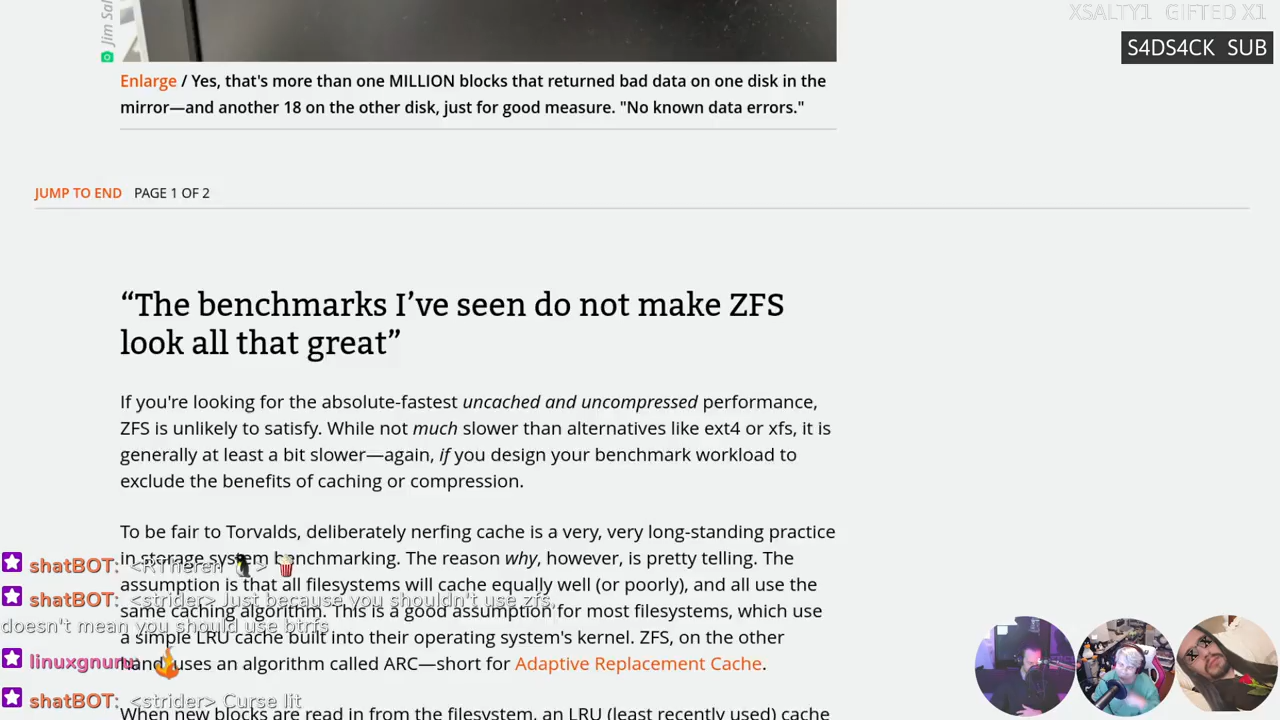 XSALTY1 GIFTED X1
S4DS4CK SUB
Jim Sal
Enlarge / Yes, that's more than one MILLION blocks that returned bad data on one disk in the
mirror—and another 18 on the other disk, just for good measure. "No known data errors."
JUMP TO END PAGE 1 OF 2
“The benchmarks I’ve seen do not make ZFS
look all that great”
If you're looking for the absolute-fastest uncached and uncompressed performance,
ZFS is unlikely to satisfy. While not much slower than alternatives like ext4 or xfs, it is
generally at least a bit slower—again, if you design your benchmark workload to
exclude the benefits of caching or compression.
To be fair to Torvalds, deliberately nerfing cache is a very, very long-standing practice
in storage system benchmarking. The reason why, however, is pretty telling. The
assumption is that all filesystems will cache equally well (or poorly), and all use the
same caching algorithm. This is a good assumption for most filesystems, which use
a simple LRU cache built into their operating system's kernel. ZFS, on the other
hand, uses an algorithm called ARC—short for Adaptive Replacement Cache.
When new blocks are read in from the filesystem, an LRU (least recently used) cache
shatBOT: 
shatBOT: <strider> Just because you shouldn't use zfs,
doesn't mean you should use btrfs
linuxgnuru:
shatBOT: <strider> Curse lit